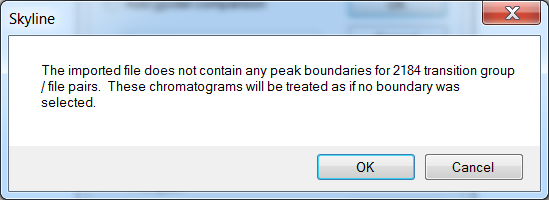 Skyline
The imported file does not contain any peak boundaries for 2184 transition group
/ file pairs.  These chromatograms will be treated as if no boundary was
selected.
OK
Cancel